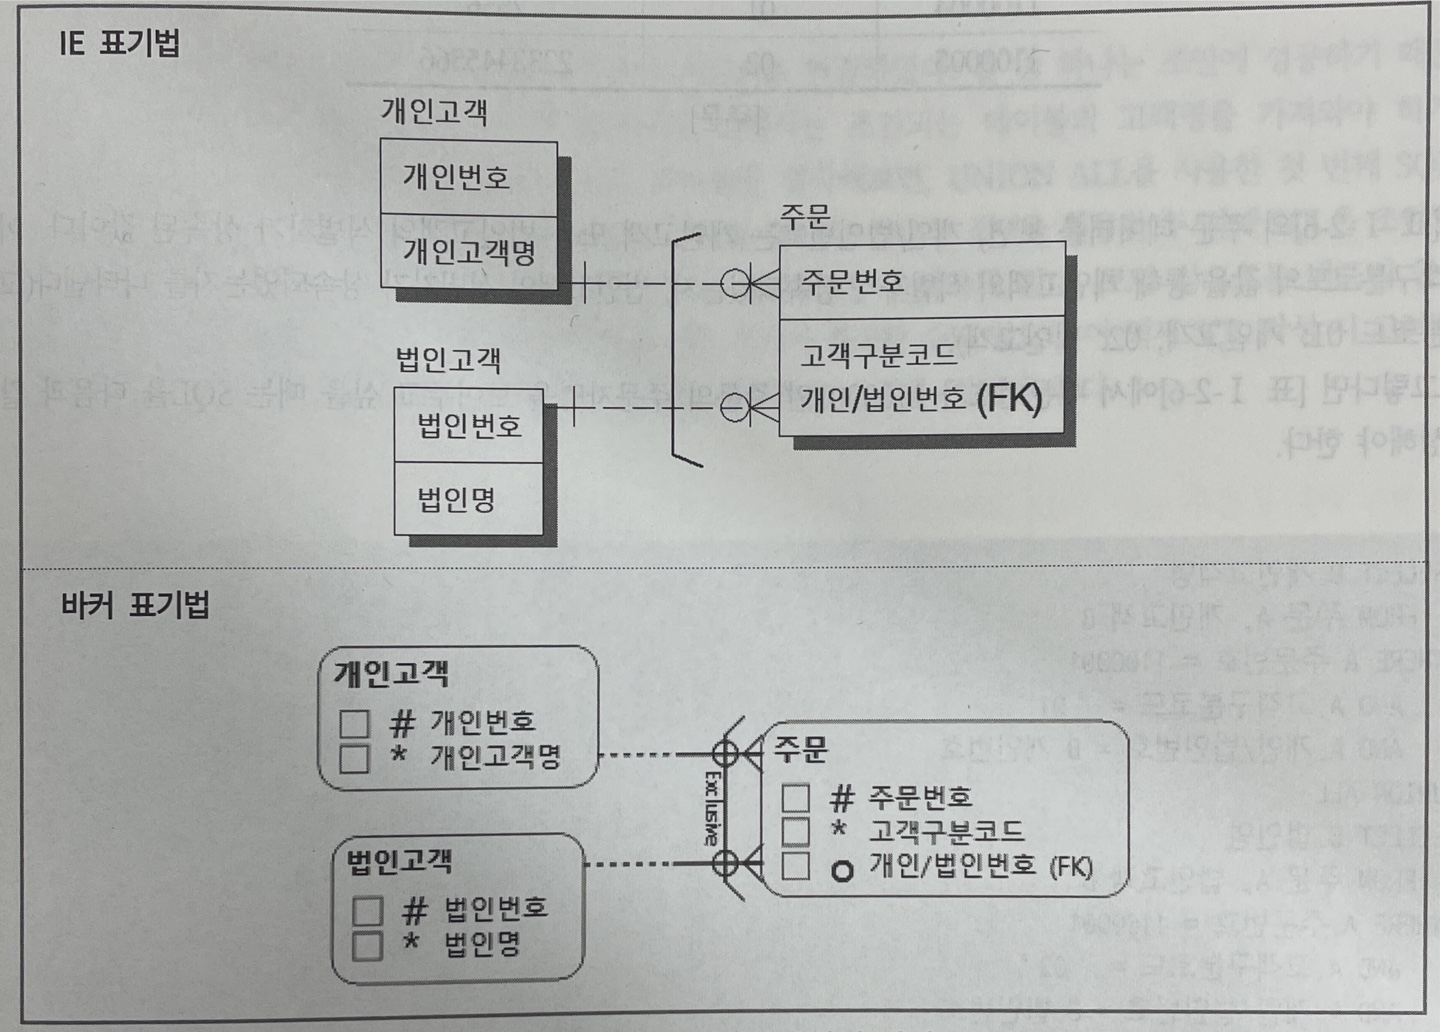 IE 표기법
개인고객
개인번호
개인고객명
주문
주문번호
고객구분코드
개인/법인번호 (FK)
법인고객
법인번호
법인명
바커 표기법
개인고객
# 개인번호
* 개인고객명
Exclusive
주문
# 주문번호
* 고객구분코드
o 개인/법인번호 (FK)
법인고객
# 법인번호
* 법인명